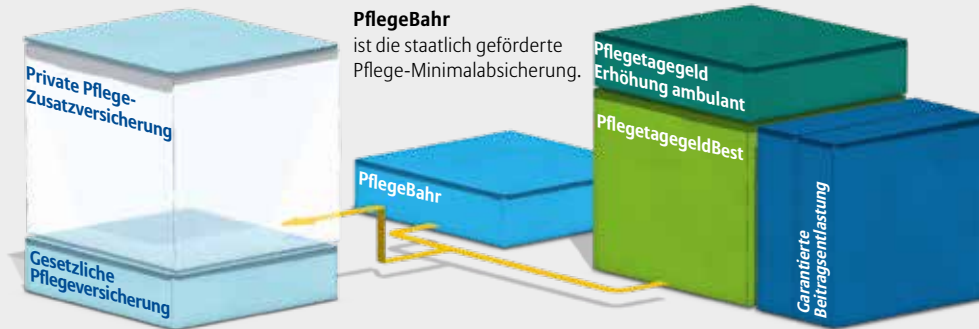 PflegeBahr
ist die staatlich geförderte
Pflege-Minimalabsicherung.
Private Pflege-
Zusatzversicherung
Gesetzliche
Pflegeversicherung
PflegeBahr
Pflegetagegeld
Erhöhung ambulant
PflegetagegeldBest
Garantierte
Beitragsentlastung